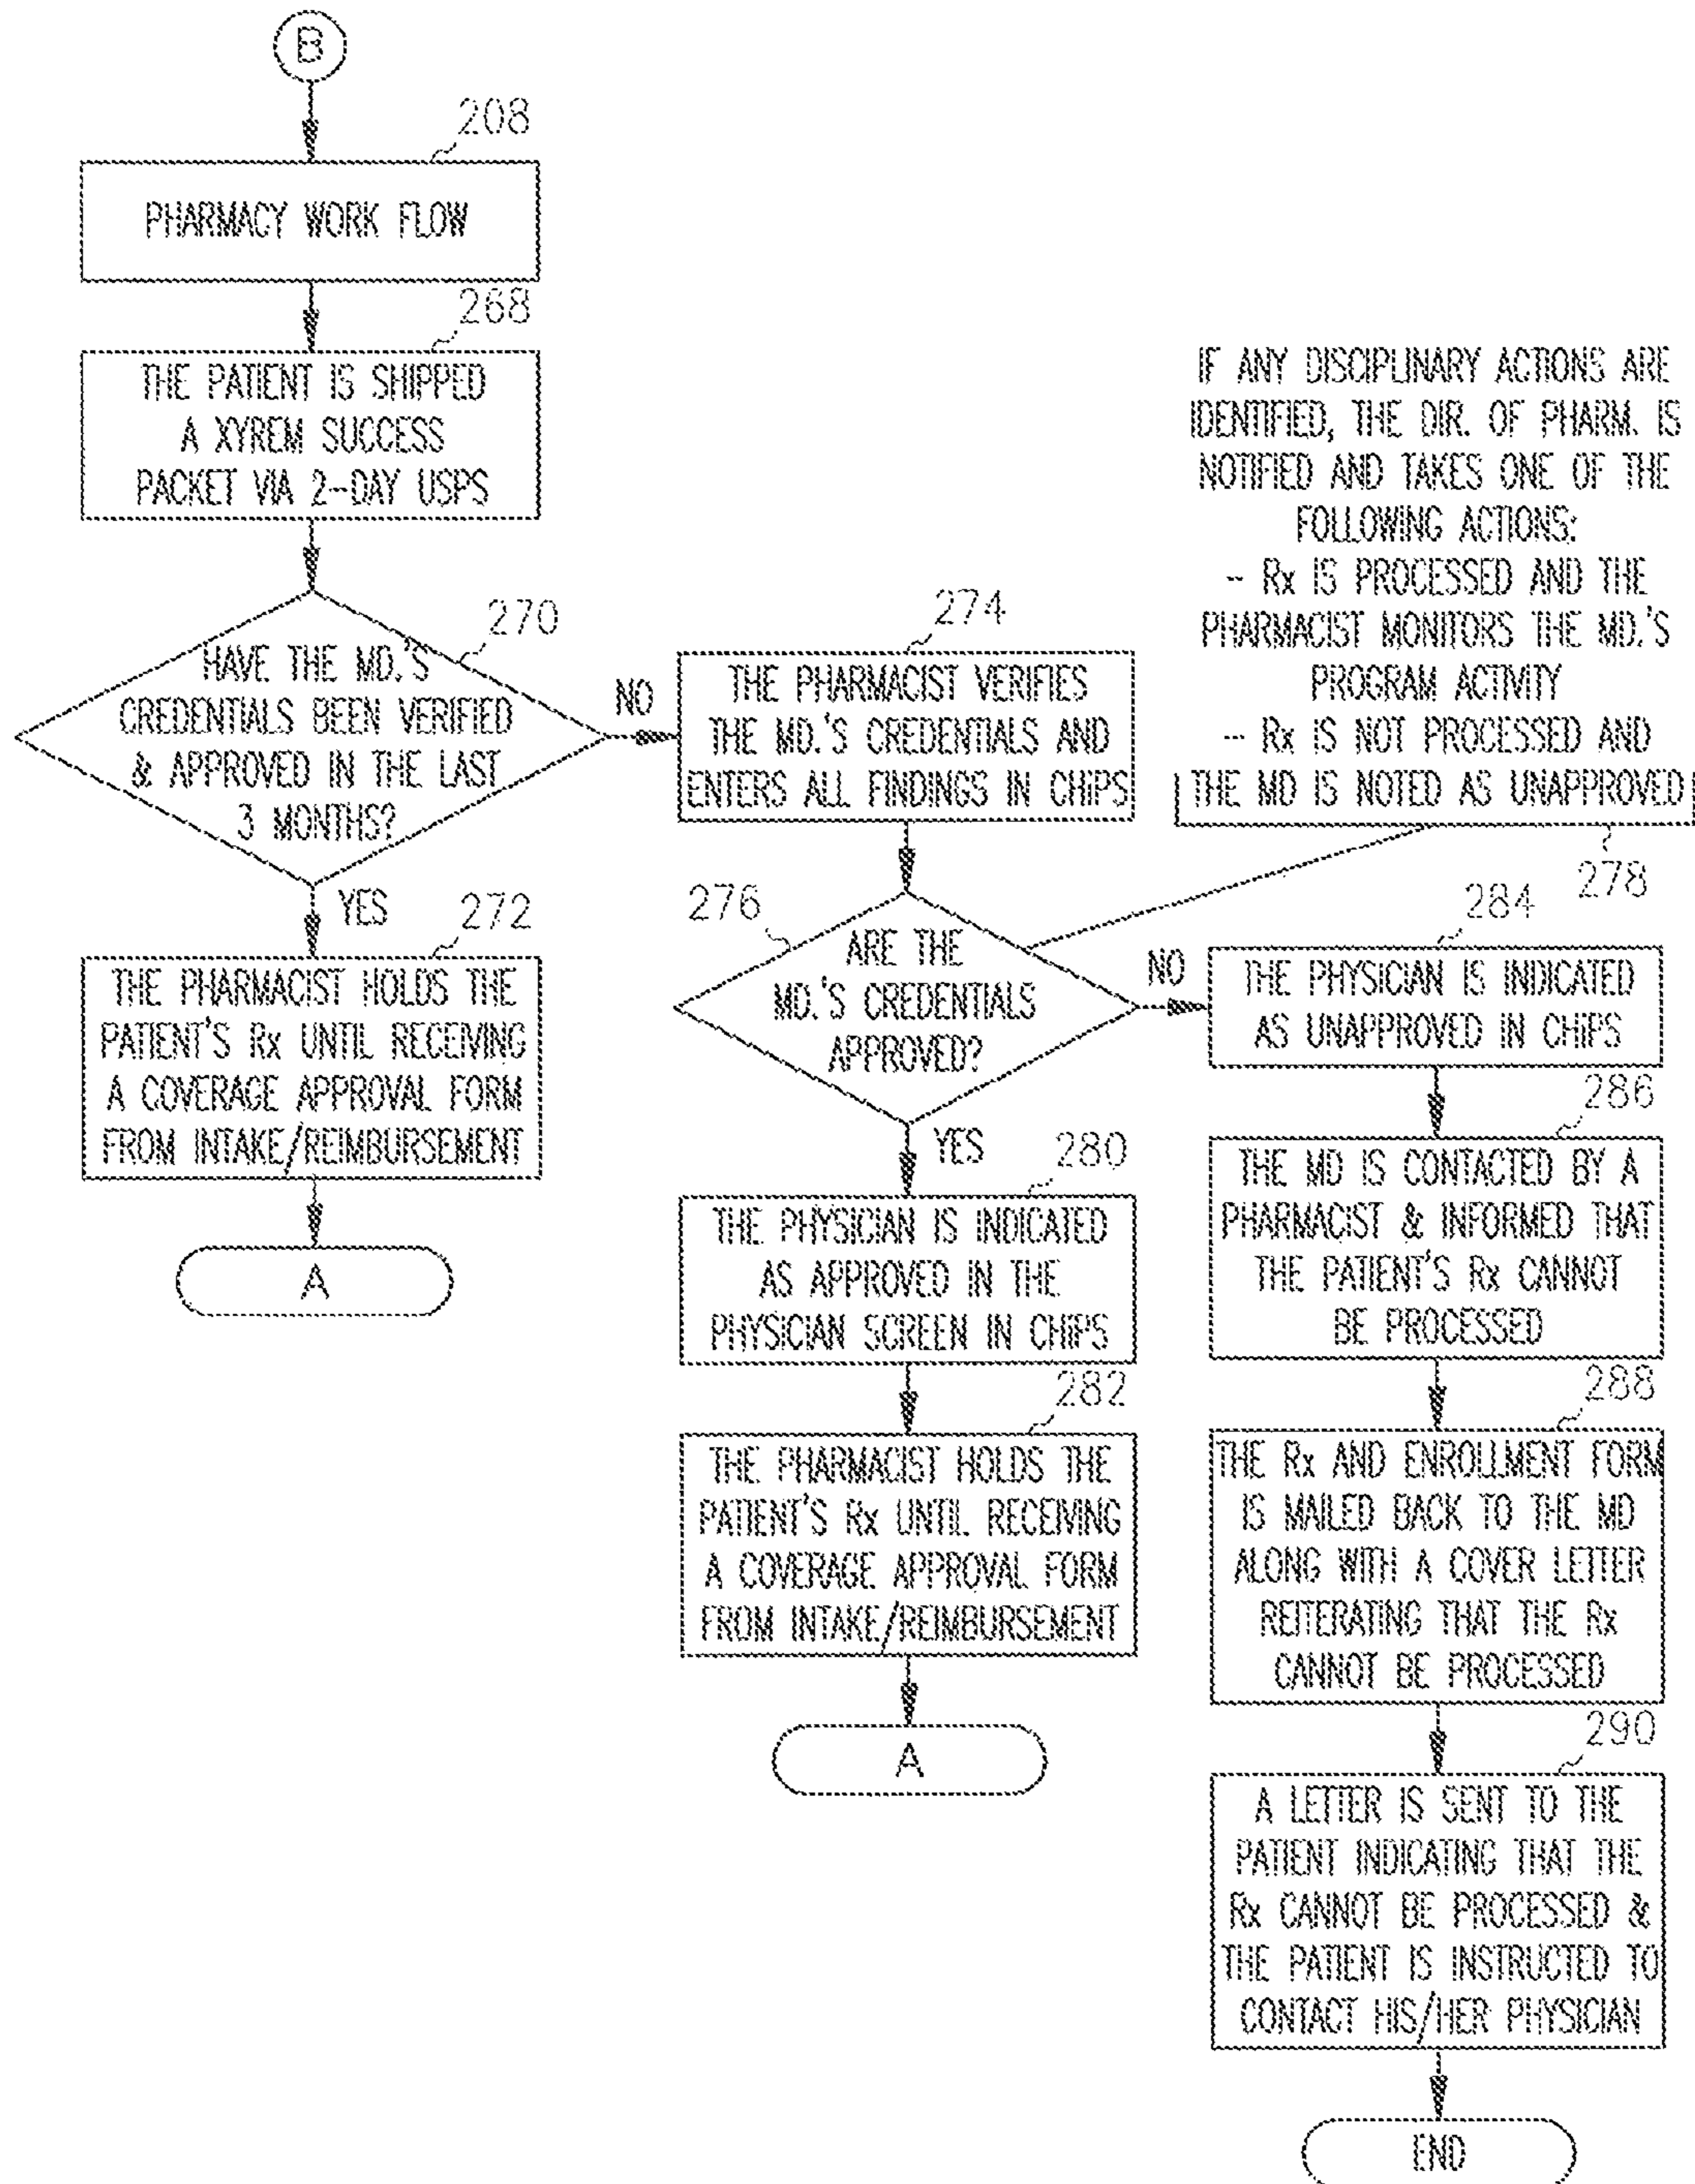 B
208
PHARMACY WORK FLOW
268
THE PATIENT IS SHIPPED
A XYREM SUCCESS
PACKET VIA 2-DAY USPS
270
HAVE THE MD.'S
CREDENTIALS BEEN VERIFIED
& APPROVED IN THE LAST
3 MONTHS?
NO
YES
272
THE PHARMACIST HOLDS THE
PATIENT'S Rx UNTIL RECEIVING
A COVERAGE APPROVAL FORM
FROM INTAKE/REIMBURSEMENT
A
274
THE PHARMACIST VERIFIES
THE MD.'S CREDENTIALS AND
ENTERS ALL FINDINGS IN CHIPS
IF ANY DISCIPLINARY ACTIONS ARE
IDENTIFIED, THE DIR. OF PHARM. IS
NOTIFIED AND TAKES ONE OF THE
FOLLOWING ACTIONS:
-- Rx IS PROCESSED AND THE
PHARMACIST MONITORS THE MD.'S
PROGRAM ACTIVITY
-- Rx IS NOT PROCESSED AND
THE MD IS NOTED AS UNAPPROVED
278
276
ARE THE
MD.'S CREDENTIALS
APPROVED?
NO
YES
280
THE PHYSICIAN IS INDICATED
AS APPROVED IN THE
PHYSICIAN SCREEN IN CHIPS
282
THE PHARMACIST HOLDS THE
PATIENT'S Rx UNTIL RECEIVING
A COVERAGE APPROVAL FORM
FROM INTAKE/REIMBURSEMENT
A
284
THE PHYSICIAN IS INDICATED
AS UNAPPROVED IN CHIPS
286
THE MD IS CONTACTED BY A
PHARMACIST & INFORMED THAT
THE PATIENT'S Rx CANNOT
BE PROCESSED
288
THE Rx AND ENROLLMENT FORM
IS MAILED BACK TO THE MD
ALONG WITH A COVER LETTER
REITERATING THAT THE Rx
CANNOT BE PROCESSED
290
A LETTER IS SENT TO THE
PATIENT INDICATING THAT THE
Rx CANNOT BE PROCESSED &
THE PATIENT IS INSTRUCTED TO
CONTACT HIS/HER PHYSICIAN
END